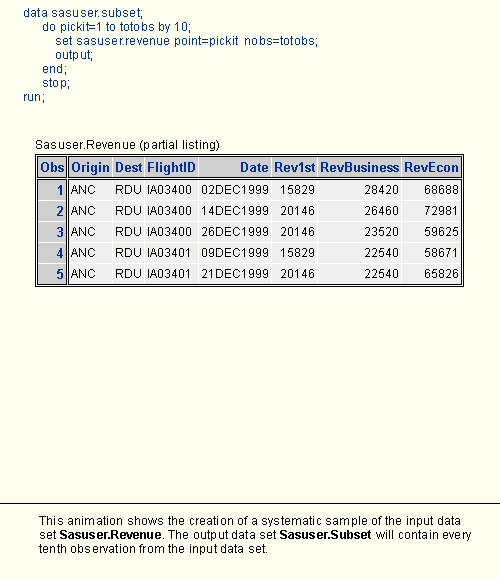 data sasuser.subset;
do pickit=1 to totobs by 10;
set sasuser.revenue point=pickit nobs=totobs;
output;
end;
stop;
run;
Sasuser.Revenue (partial listing)
Obs Origin Dest FlightID Date Rev1st RevBusiness RevEcon
1 ANC RDU IA03400 02DEC1999 15829 28420 68688
2 ANC RDU IA03400 14DEC1999 20146 26460 72981
3 ANC RDU IA03400 26DEC1999 20146 23520 59625
4 ANC RDU IA03401 09DEC1999 15829 22540 58671
5 ANC RDU IA03401 21DEC1999 20146 22540 65826
This animation shows the creation of a systematic sample of the input data
set Sasuser.Revenue. The output data set Sasuser.Subset will contain every
tenth observation from the input data set.